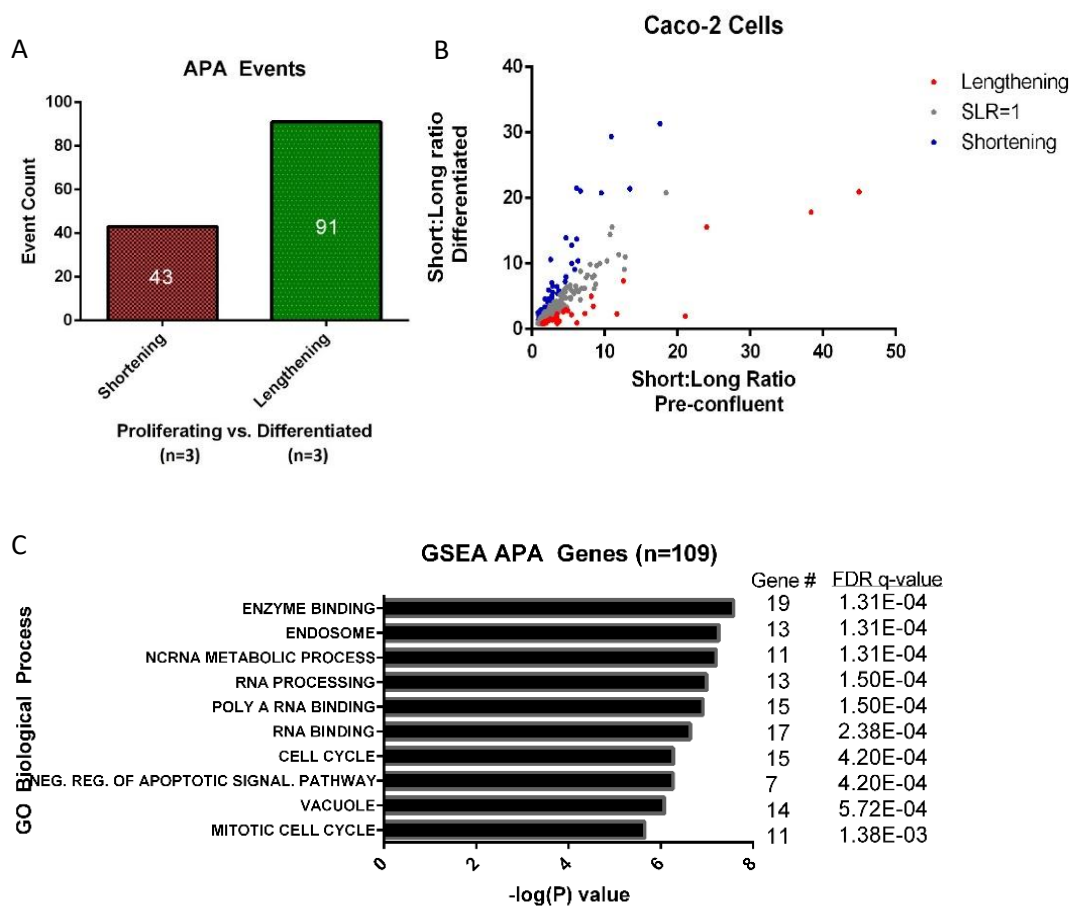 A
APA Events
Event Count
100
80
60
40
20
0
43
91
Shortening
Lengthening
Proliferating vs. Differentiated
(n=3)
(n=3)
B
Caco-2 Cells
Short:Long ratio
Differentiated
40
30
20
10
0
0
10
20
30
40
50
Short:Long Ratio
Pre-confluent
Lengthening
SLR=1
Shortening
C
GSEA APA Genes (n=109)
Gene # FDR q-value
GO Biological Process
ENZYME BINDING 19 1.31E-04
ENDOSOME 13 1.31E-04
NCRNA METABOLIC PROCESS 11 1.31E-04
RNA PROCESSING 13 1.50E-04
POLY A RNA BINDING 15 1.50E-04
RNA BINDING 17 2.38E-04
CELL CYCLE 15 4.20E-04
NEG. REG. OF APOPTOTIC SIGNAL. PATHWAY 7 4.20E-04
VACUOLE 14 5.72E-04
MITOTIC CELL CYCLE 11 1.38E-03
0
2
4
6
8
-log(P) value